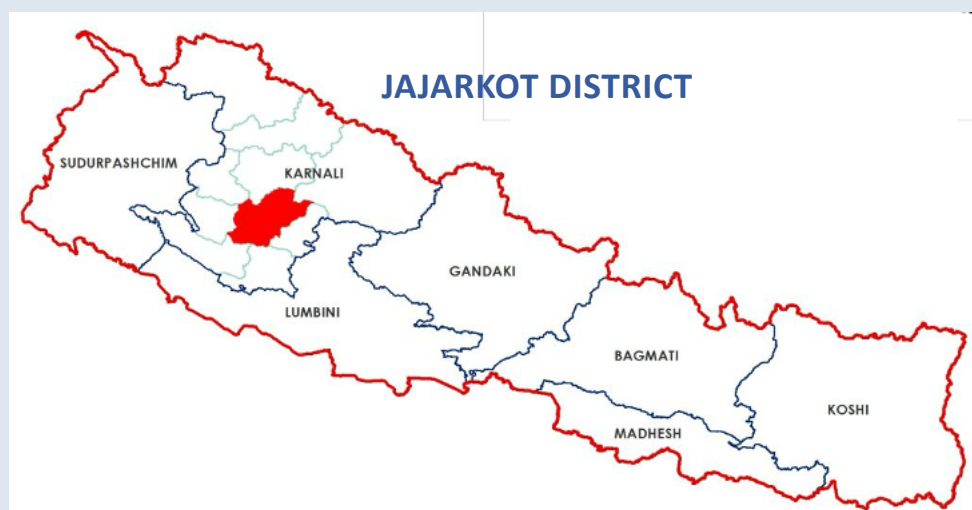 JAJARKOT DISTRICT
SUDURPASHCHIM
KARNALI
GANDAKI
LUMBINI
BAGMATI
KOSHI
MADHESH